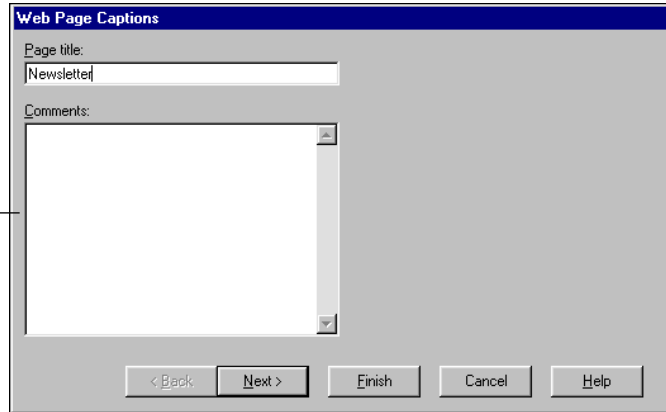 Web Page Captions
Page title:
Newsletter
Comments:
< Back Next > Finish Cancel Help